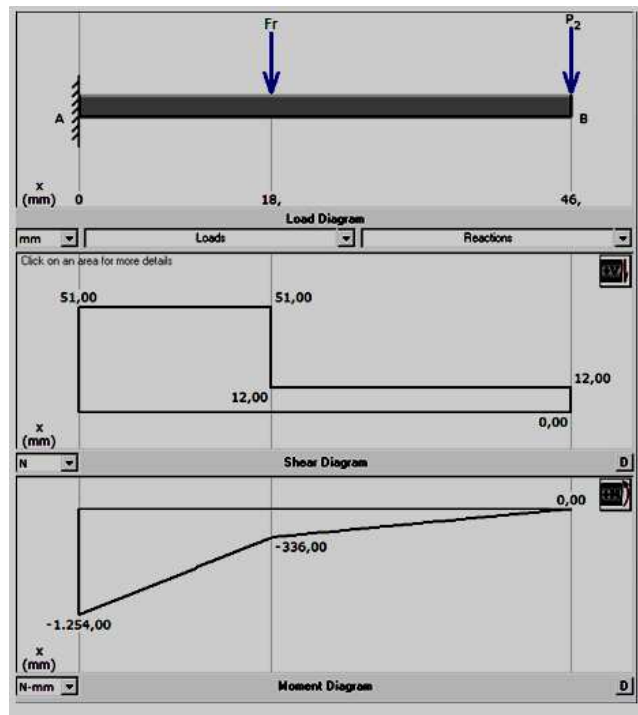 Fr P₂
A B
x
(mm) 0 18, 46,
Load Diagram
mm Loads Reactions
Click on an area for more details
51,00 51,00
12,00
12,00
0,00
x
(mm)
N Shear Diagram D
0,00
-336,00
-1.254,00
x
(mm)
N-mm Moment Diagram D